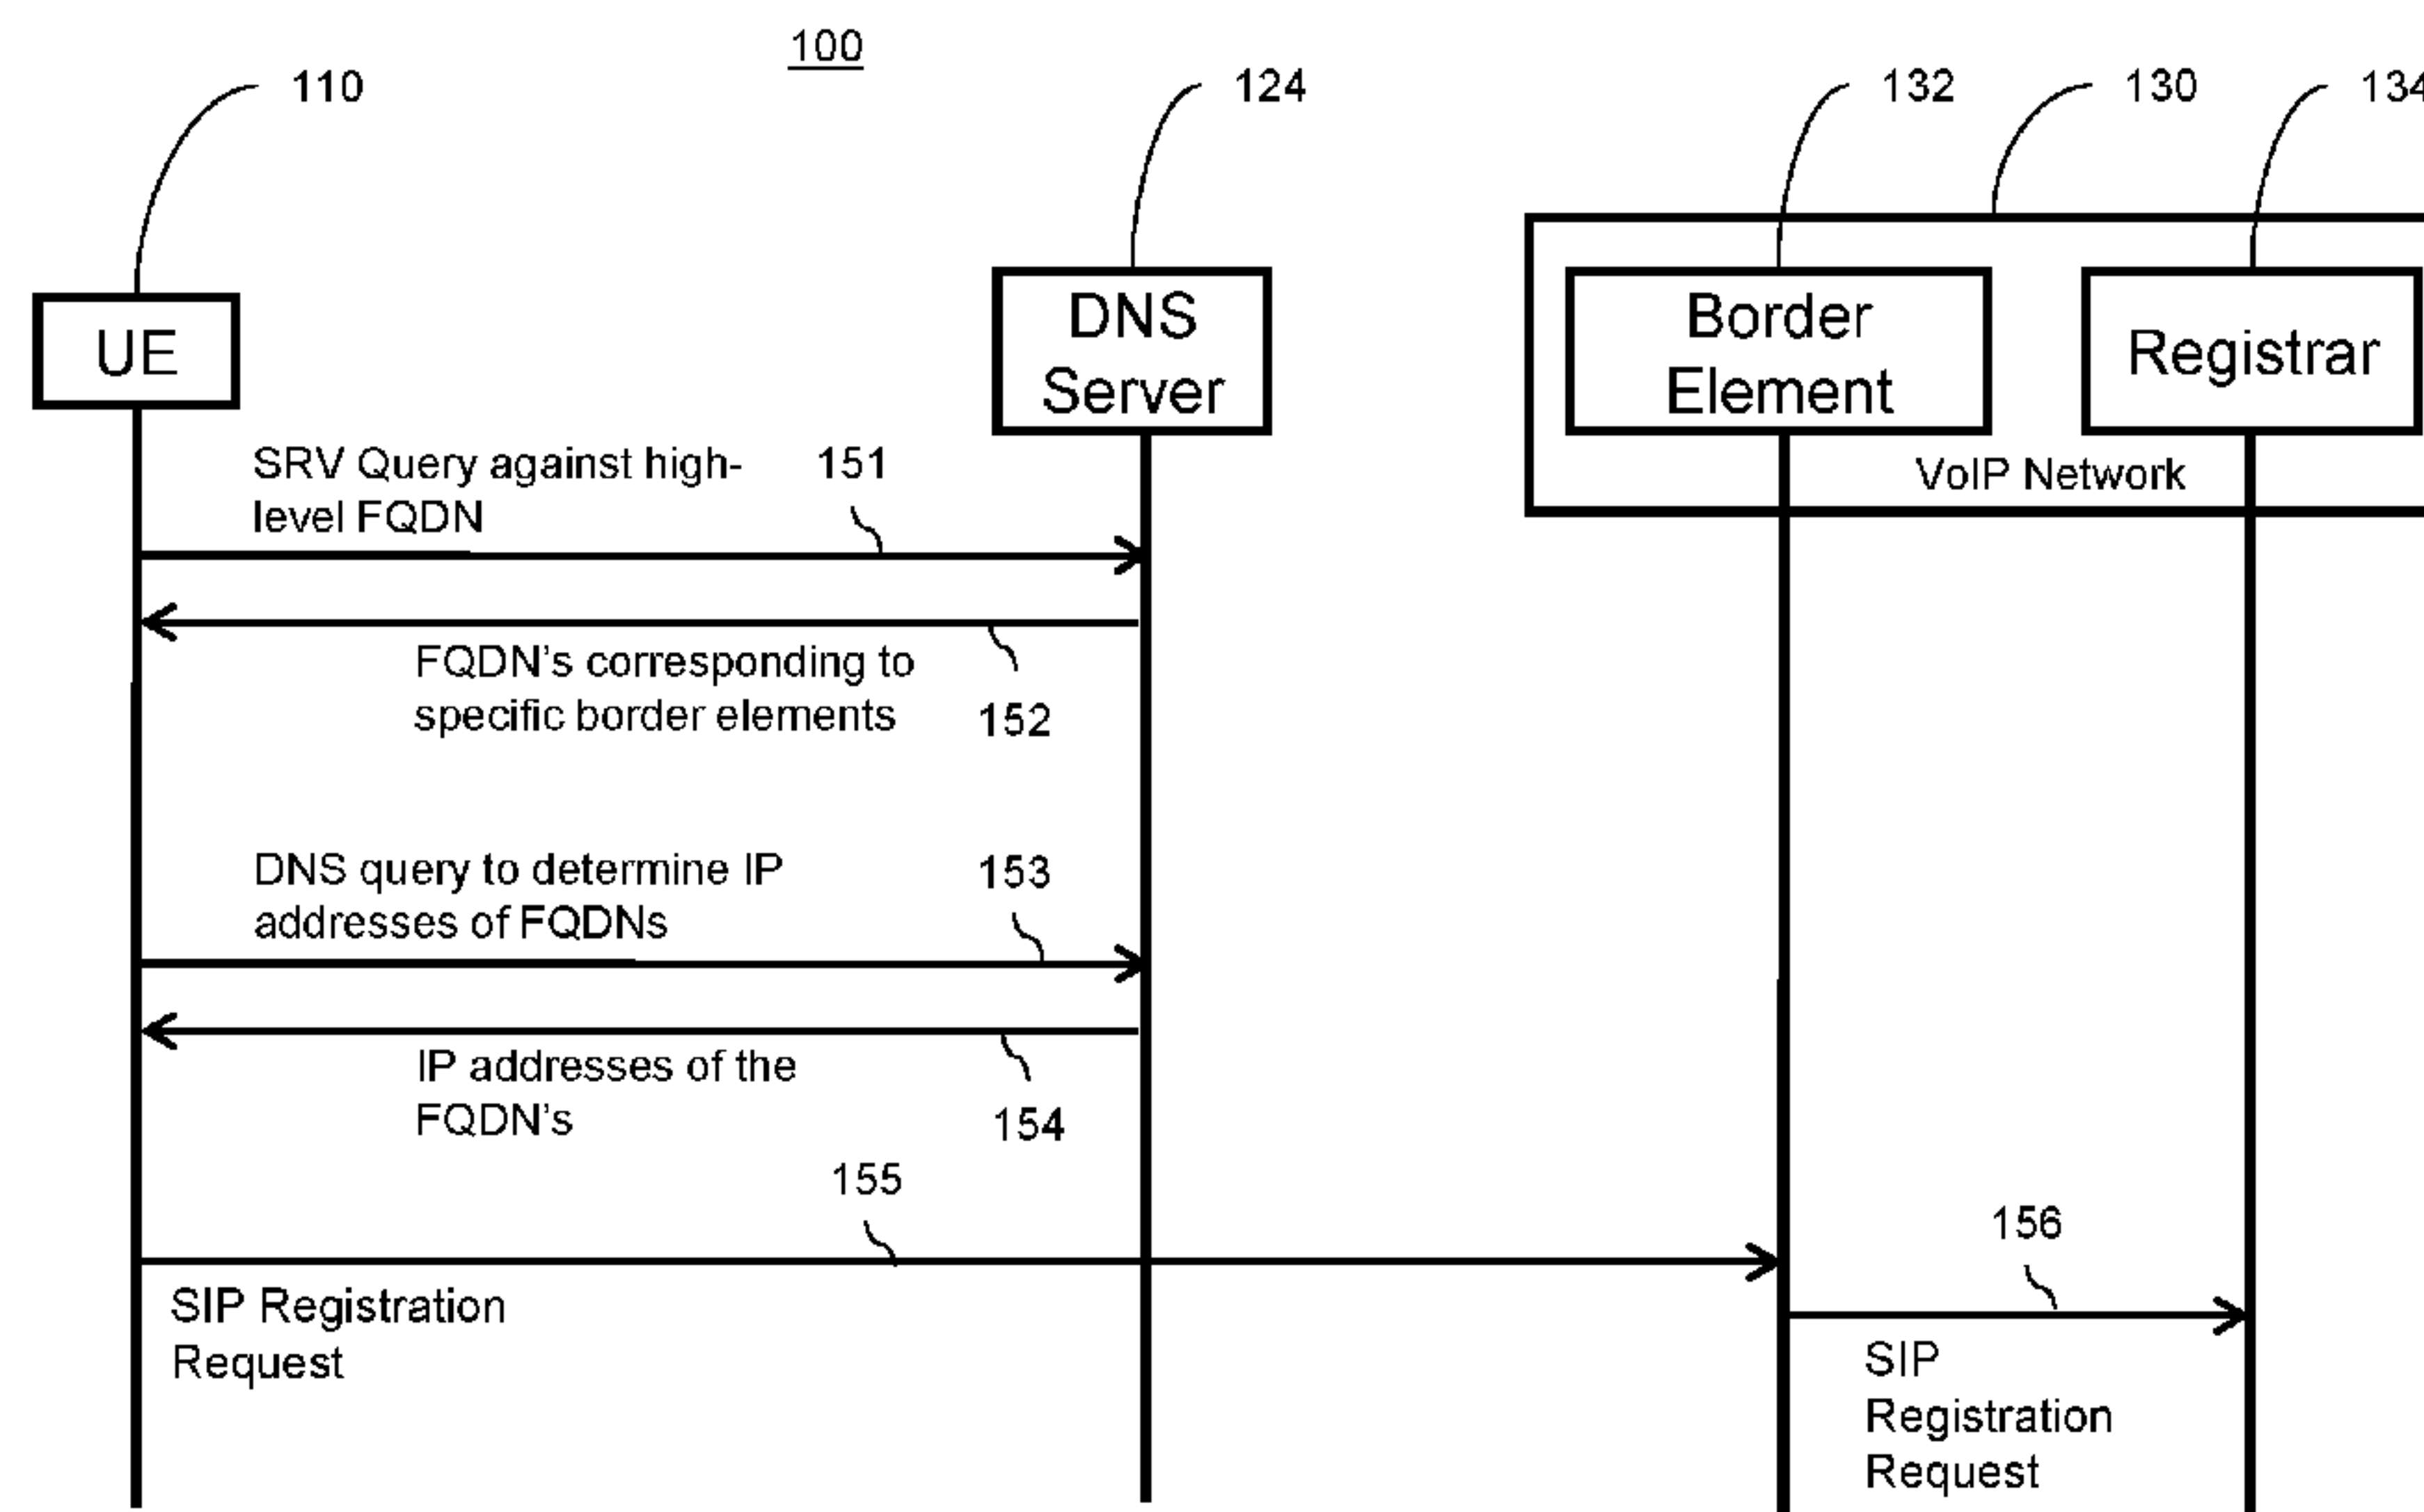 100
110
124
132
130
134
UE
DNS
Server
Border
Element
Registrar
VoIP Network
SRV Query against high-
level FQDN
151
FQDN's corresponding to
specific border elements
152
DNS query to determine IP
addresses of FQDNs
153
IP addresses of the
FQDN's
154
155
SIP Registration
Request
156
SIP
Registration
Request